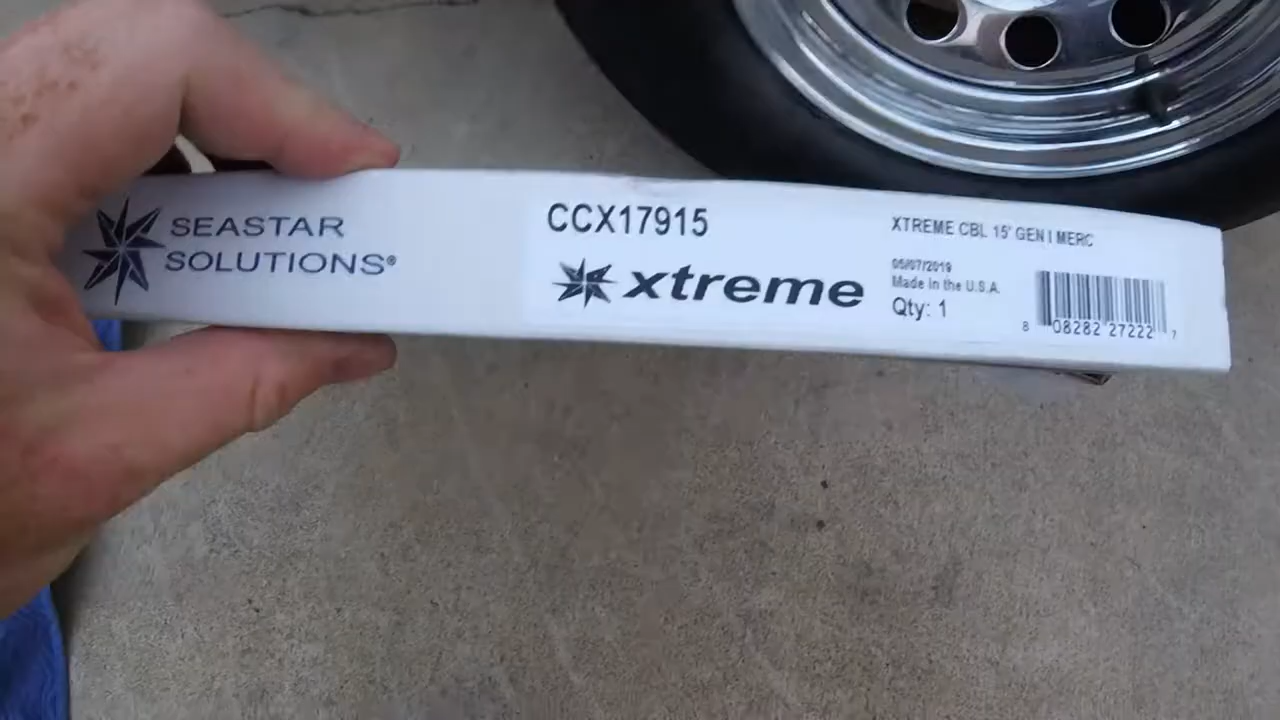 SEASTAR
SOLUTIONS®
CCX17915
xtreme
XTREME CBL 15' GEN I MERC
05/07/2019
Made in the U.S.A.
Qty: 1
8 08282 27222 7